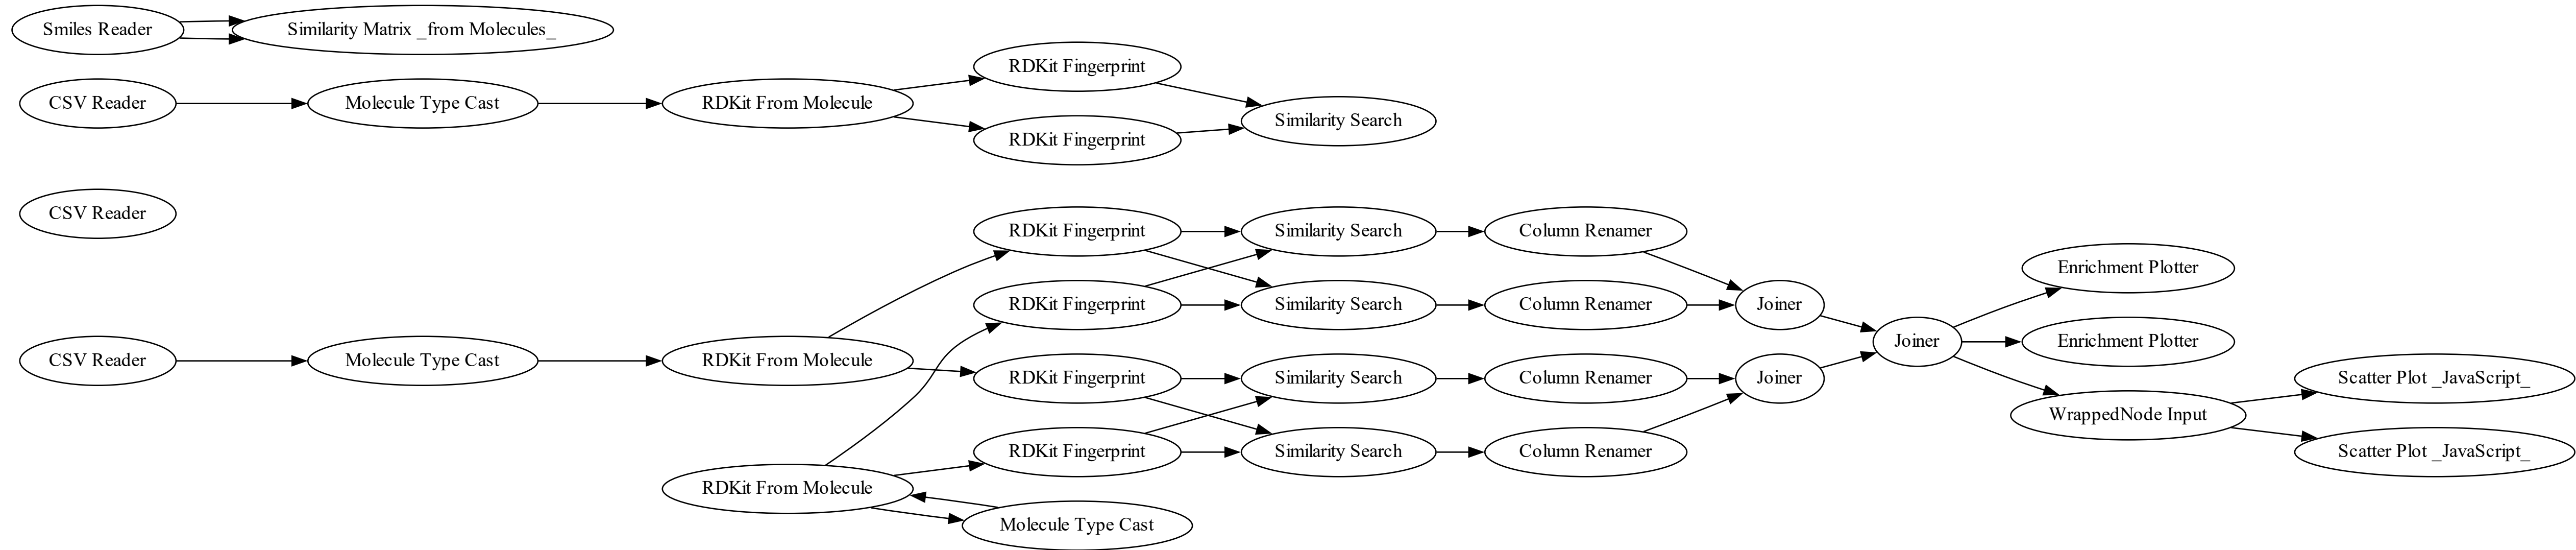 Smiles Reader
Similarity Matrix _from Molecules_
CSV Reader
Molecule Type Cast
RDKit From Molecule
RDKit Fingerprint
RDKit Fingerprint
Similarity Search
CSV Reader
RDKit Fingerprint
Similarity Search
Column Renamer
RDKit Fingerprint
Similarity Search
Column Renamer
Joiner
Enrichment Plotter
CSV Reader
Molecule Type Cast
RDKit From Molecule
Joiner
Enrichment Plotter
RDKit Fingerprint
Similarity Search
Column Renamer
Joiner
WrappedNode Input
Scatter Plot _JavaScript_
RDKit Fingerprint
Similarity Search
Column Renamer
Scatter Plot _JavaScript_
RDKit From Molecule
Molecule Type Cast